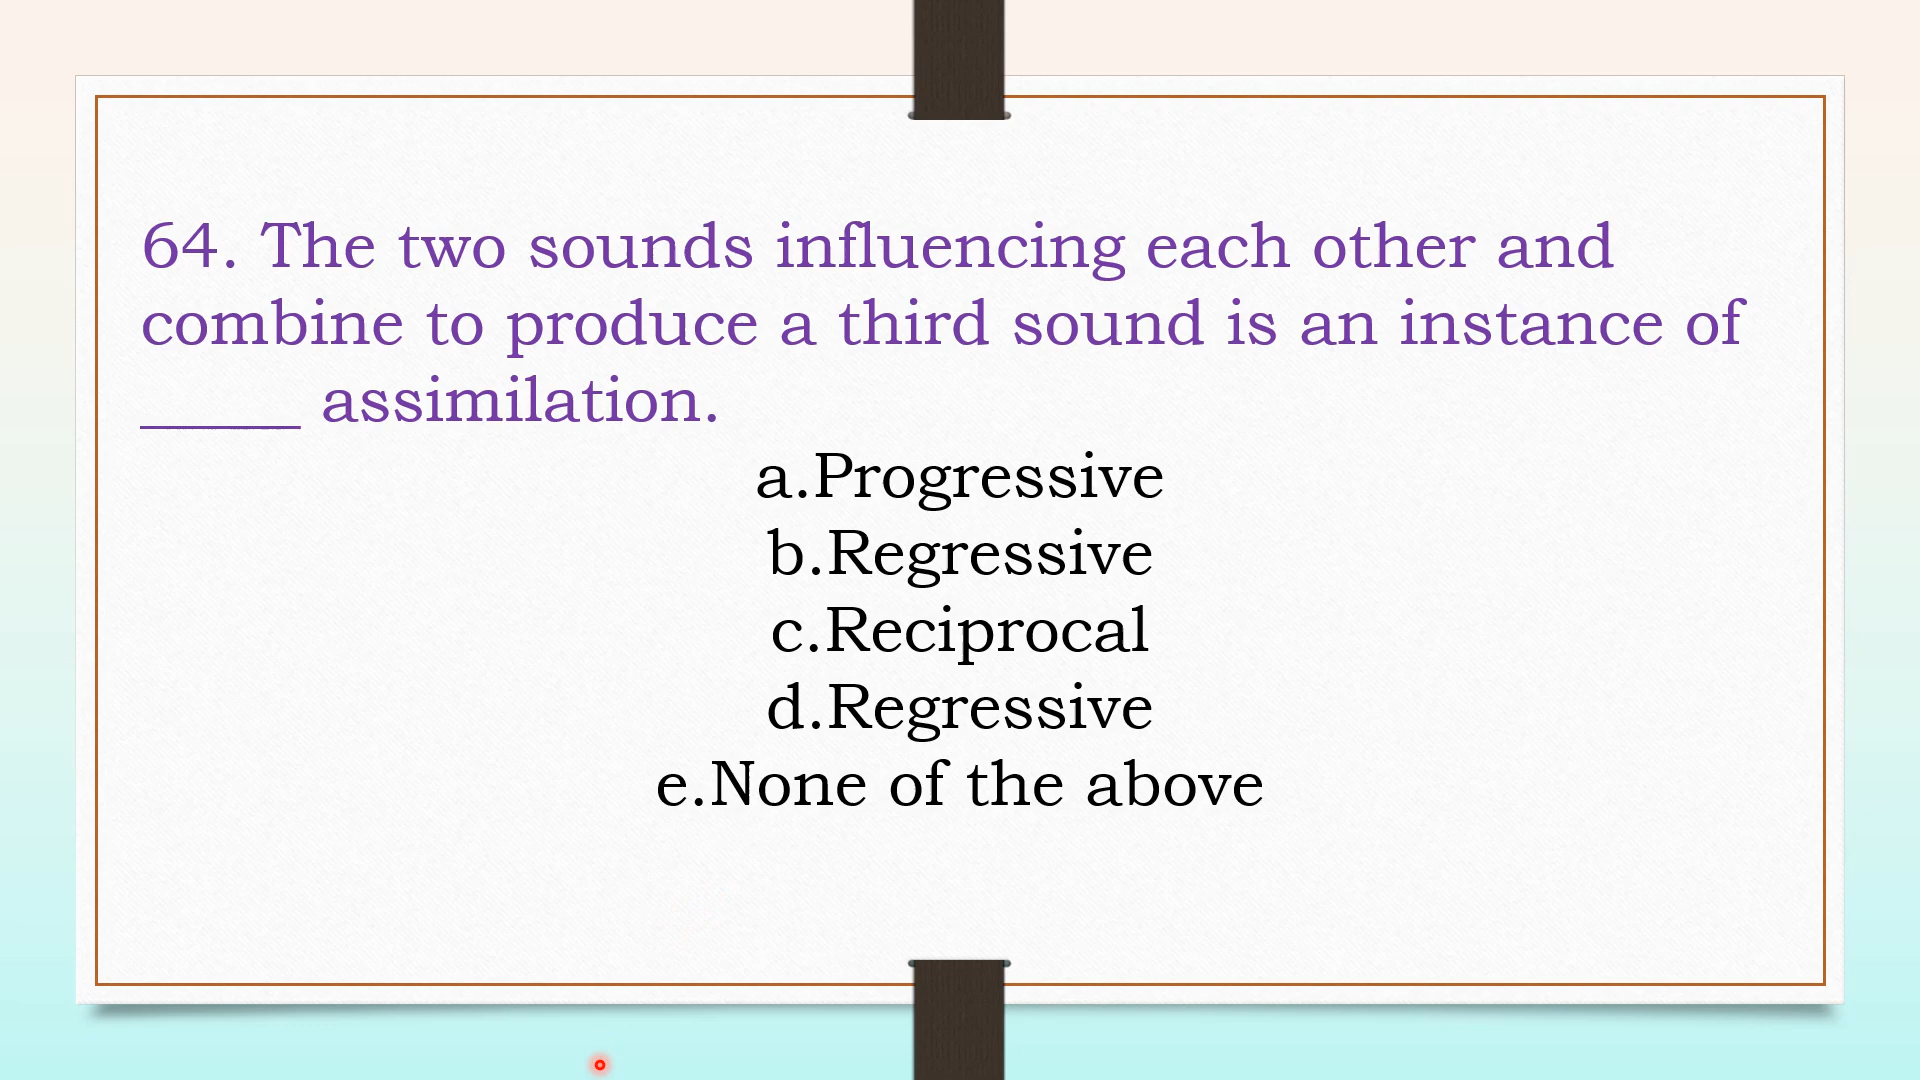 64. The two sounds influencing each other and
combine to produce a third sound is an instance of
_____ assimilation.
a.Progressive
b.Regressive
c.Reciprocal
d.Regressive
e.None of the above